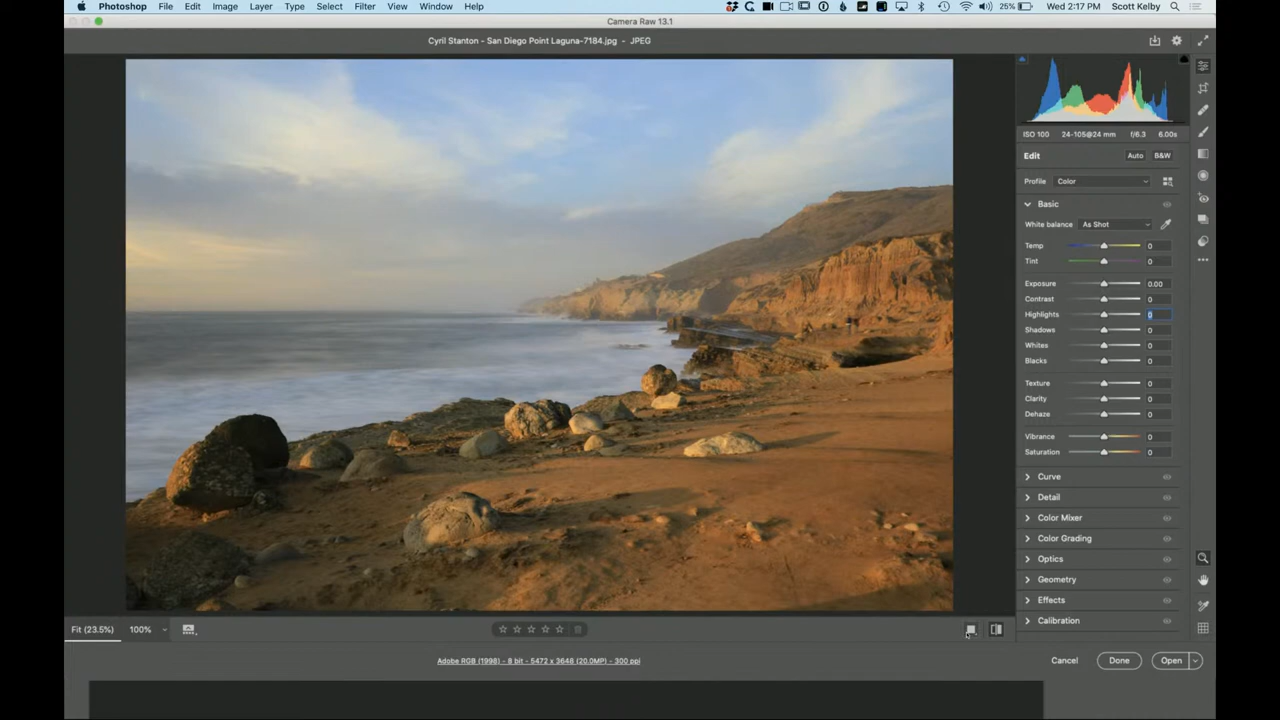 Photoshop File Edit Image Layer Type Select Filter View Window Help 25% Wed 2:17 PM Scott Kelby
Camera Raw 13.1
Cyril Stanton - San Diego Point Laguna-7184.jpg - JPEG
ISO 100 24-105@24 mm f/6.3 6.00s
Edit Auto B&W
Profile Color
Basic
White balance As Shot
Temp 0
Tint 0
Exposure 0.00
Contrast 0
Highlights 0
Shadows 0
Whites 0
Blacks 0
Texture 0
Clarity 0
Dehaze 0
Vibrance 0
Saturation 0
Curve
Detail
Color Mixer
Color Grading
Optics
Geometry
Effects
Calibration
Fit (23.5%) 100%
Adobe RGB (1998) - 8 bit - 5472 x 3648 (20.0MP) - 300 ppi
Cancel Done Open